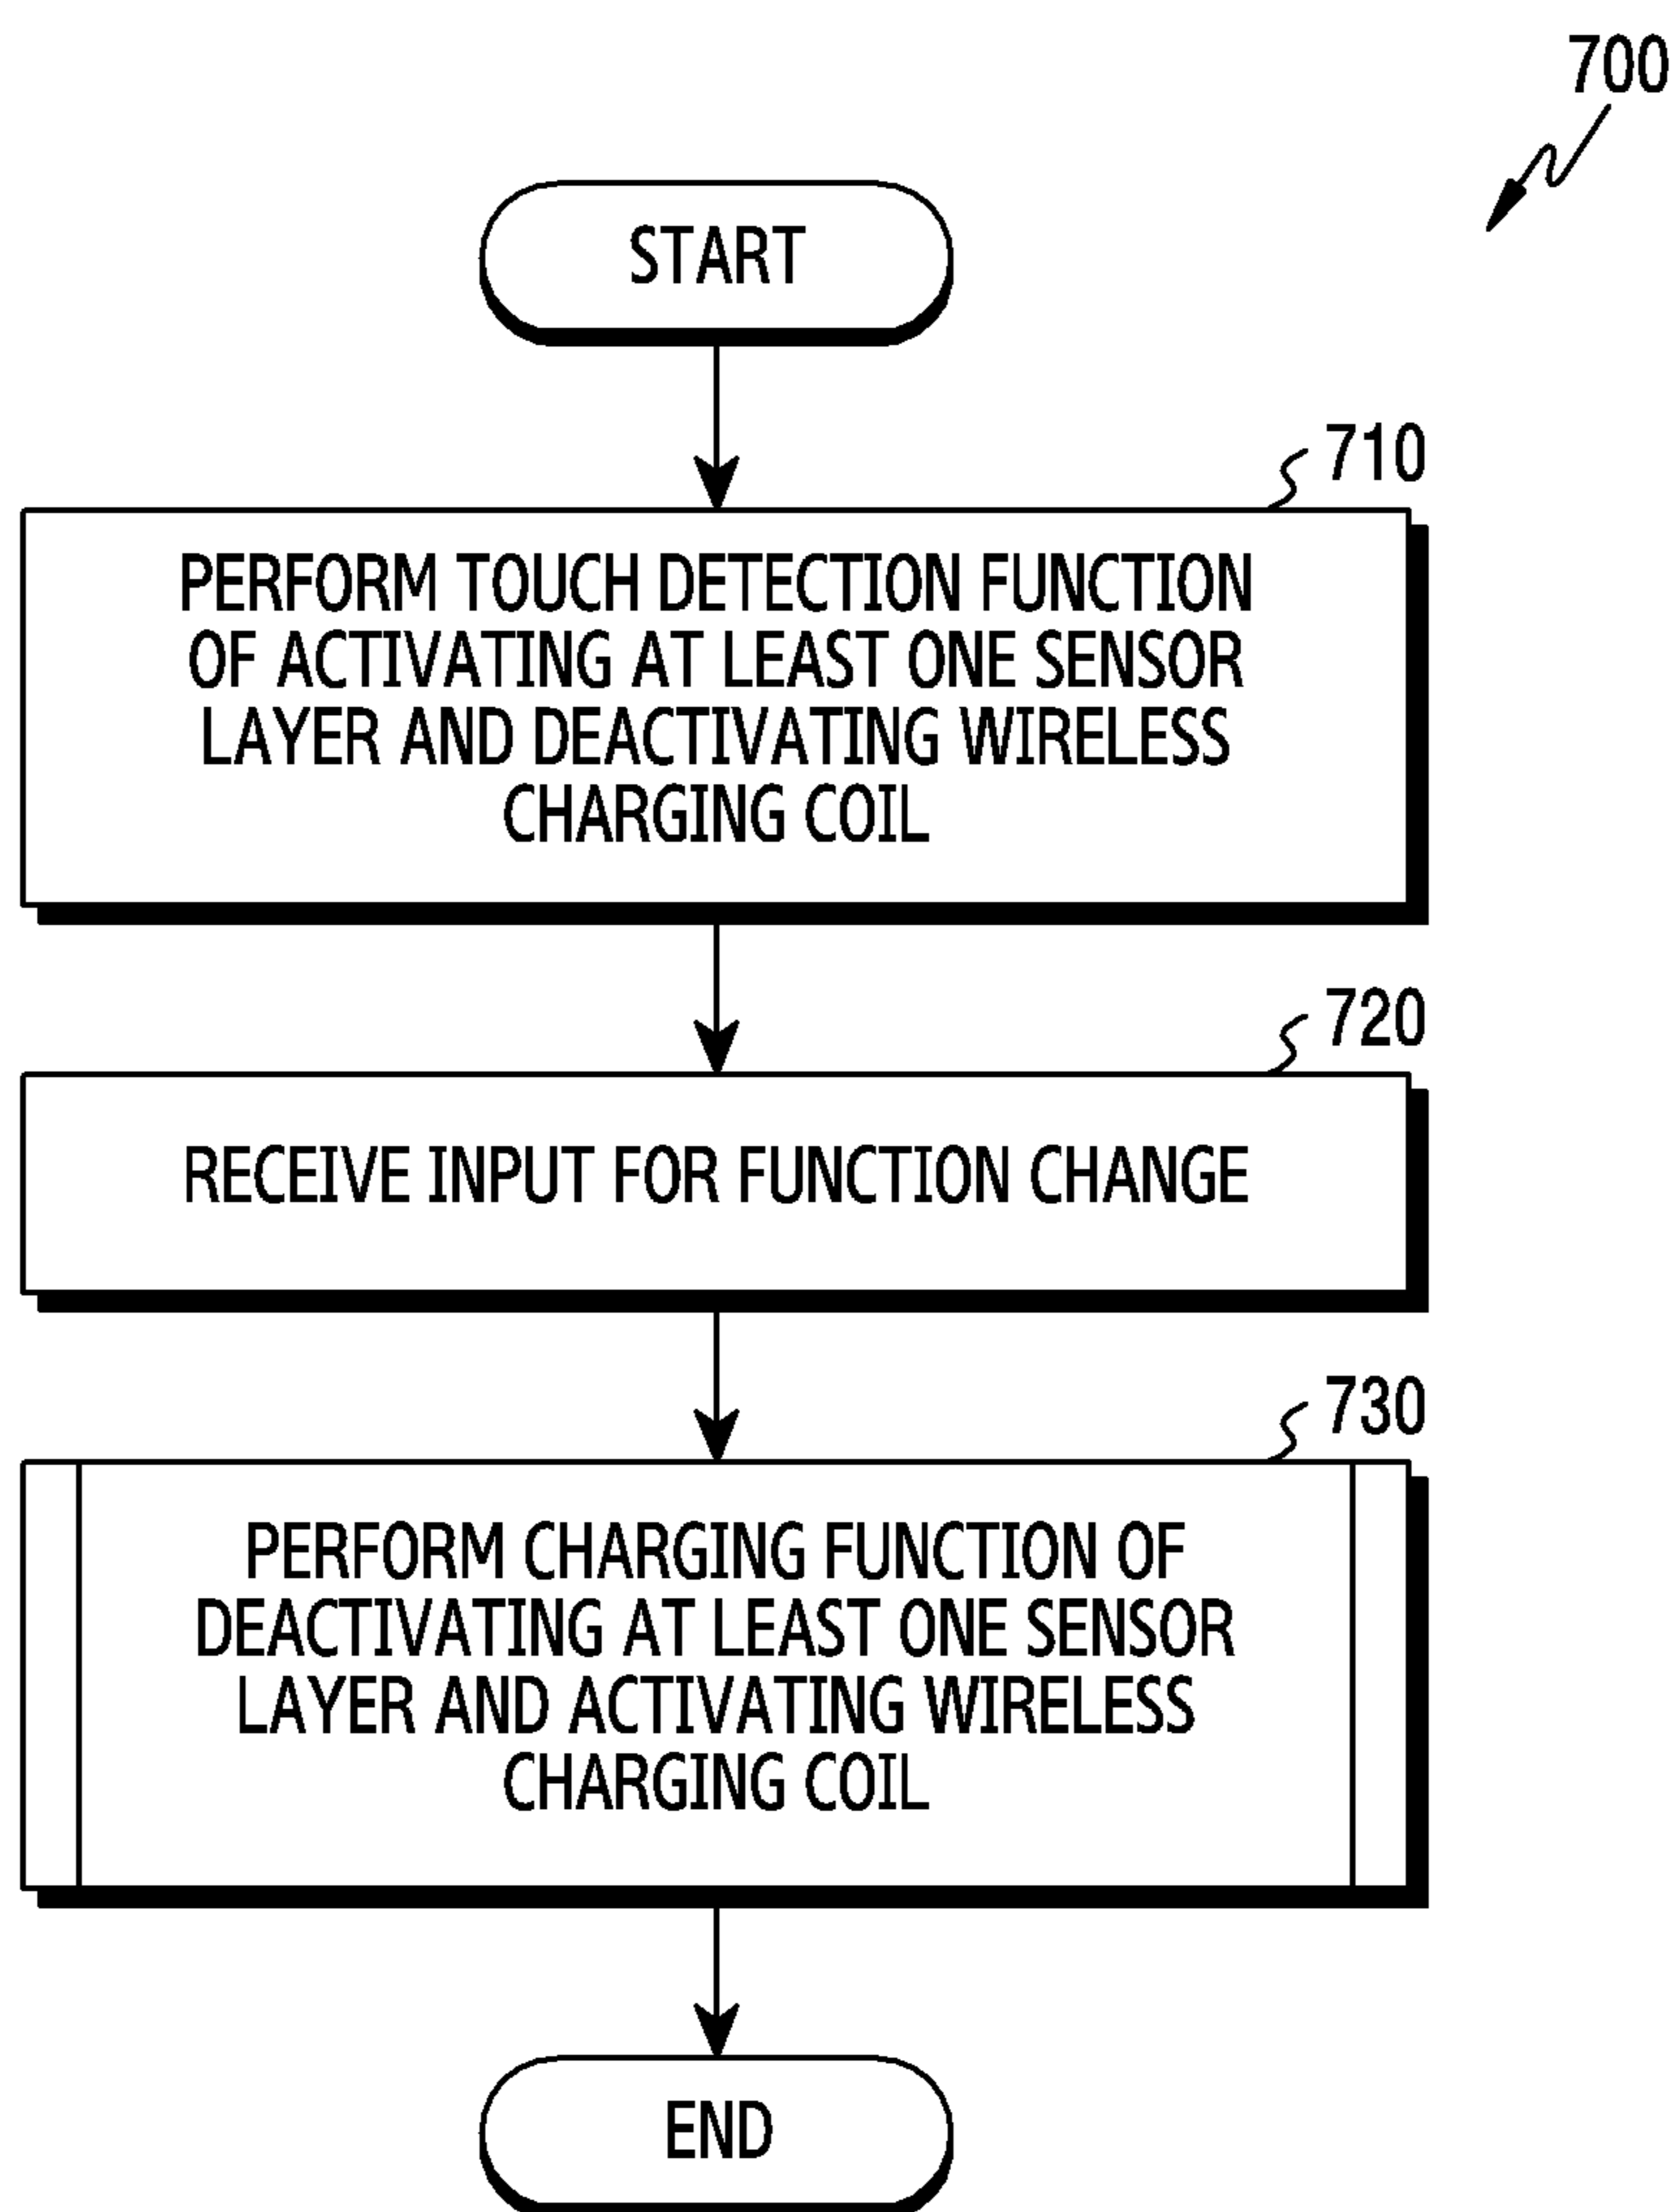 700
START
710
PERFORM TOUCH DETECTION FUNCTION
OF ACTIVATING AT LEAST ONE SENSOR
LAYER AND DEACTIVATING WIRELESS
CHARGING COIL
720
RECEIVE INPUT FOR FUNCTION CHANGE
730
PERFORM CHARGING FUNCTION OF
DEACTIVATING AT LEAST ONE SENSOR
LAYER AND ACTIVATING WIRELESS
CHARGING COIL
END